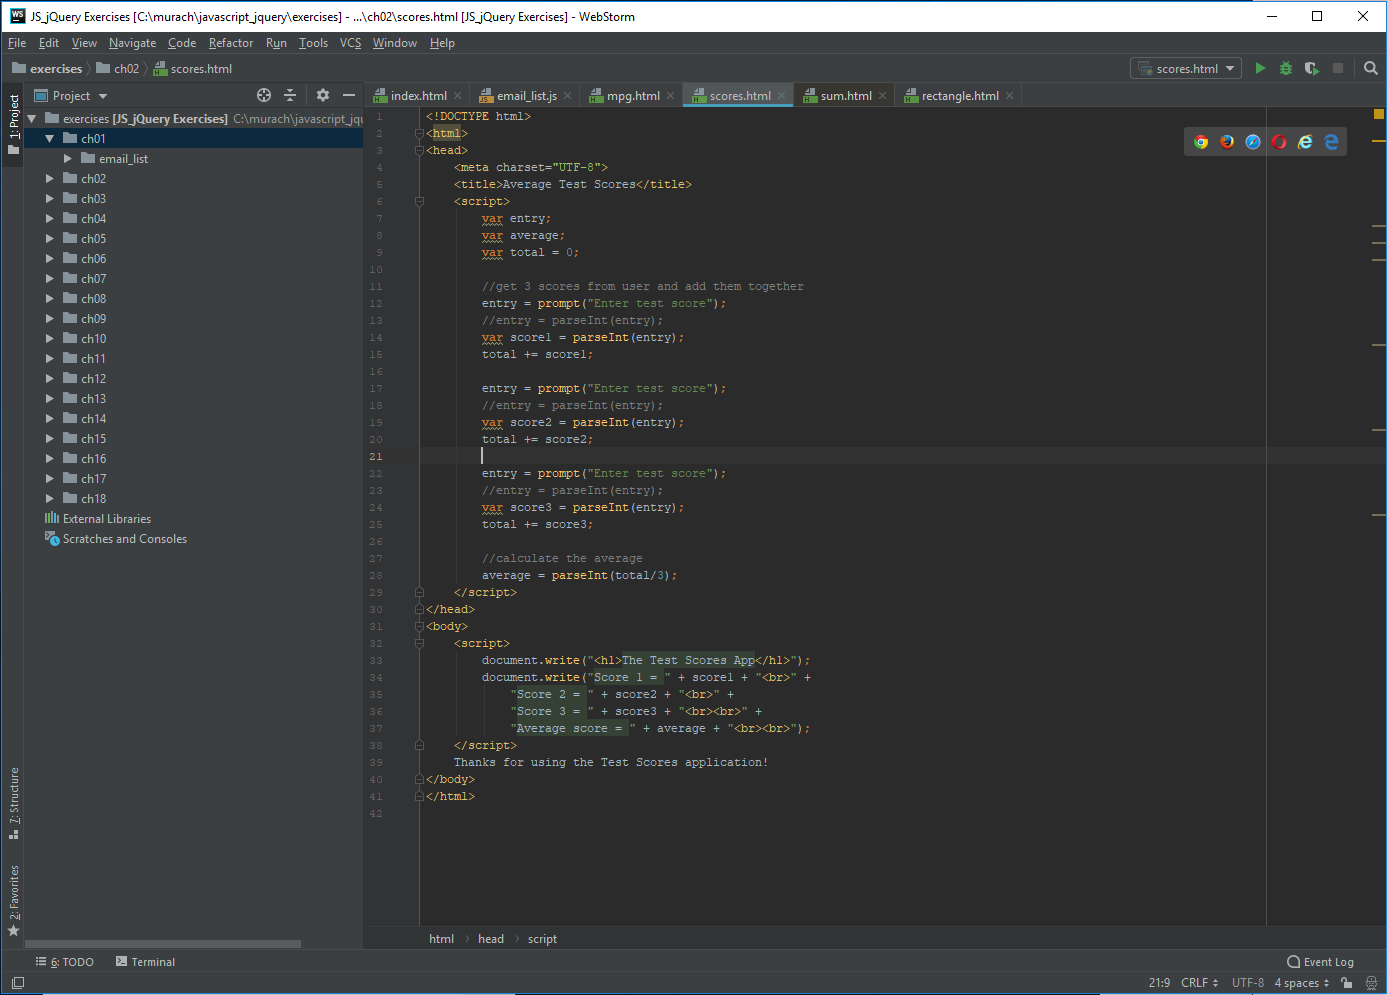 WS JS_jQuery Exercises [C:\murach\javascript_jquery\exercises] - ...\ch02\scores.html [JS_jQuery Exercises] - WebStorm
File Edit View Navigate Code Refactor Run Tools VCS Window Help
exercises ch02 scores.html scores.html
1: Project
7: Structure
2: Favorites
Project
exercises [JS_jQuery Exercises] C:\murach\javascript_jqu
ch01
email_list
ch02
ch03
ch04
ch05
ch06
ch07
ch08
ch09
ch10
ch11
ch12
ch13
ch14
ch15
ch16
ch17
ch18
External Libraries
Scratches and Consoles
index.html email_list.js mpg.html scores.html sum.html rectangle.html
1 <!DOCTYPE html>
2 <html>
3 <head>
4 <meta charset="UTF-8">
5 <title>Average Test Scores</title>
6 <script>
7 var entry;
8 var average;
9 var total = 0;
10
11 //get 3 scores from user and add them together
12 entry = prompt("Enter test score");
13 //entry = parseInt(entry);
14 var score1 = parseInt(entry);
15 total += score1;
16
17 entry = prompt("Enter test score");
18 //entry = parseInt(entry);
19 var score2 = parseInt(entry);
20 total += score2;
21
22 entry = prompt("Enter test score");
23 //entry = parseInt(entry);
24 var score3 = parseInt(entry);
25 total += score3;
26
27 //calculate the average
28 average = parseInt(total/3);
29 </script>
30 </head>
31 <body>
32 <script>
33 document.write("<h1>The Test Scores App</h1>");
34 document.write("Score 1 = " + score1 + "<br>" +
35 "Score 2 = " + score2 + "<br>" +
36 "Score 3 = " + score3 + "<br><br>" +
37 "Average score = " + average + "<br><br>");
38 </script>
39 Thanks for using the Test Scores application!
40 </body>
41 </html>
42
html head script
6: TODO Terminal Event Log
21:9 CRLF UTF-8 4 spaces